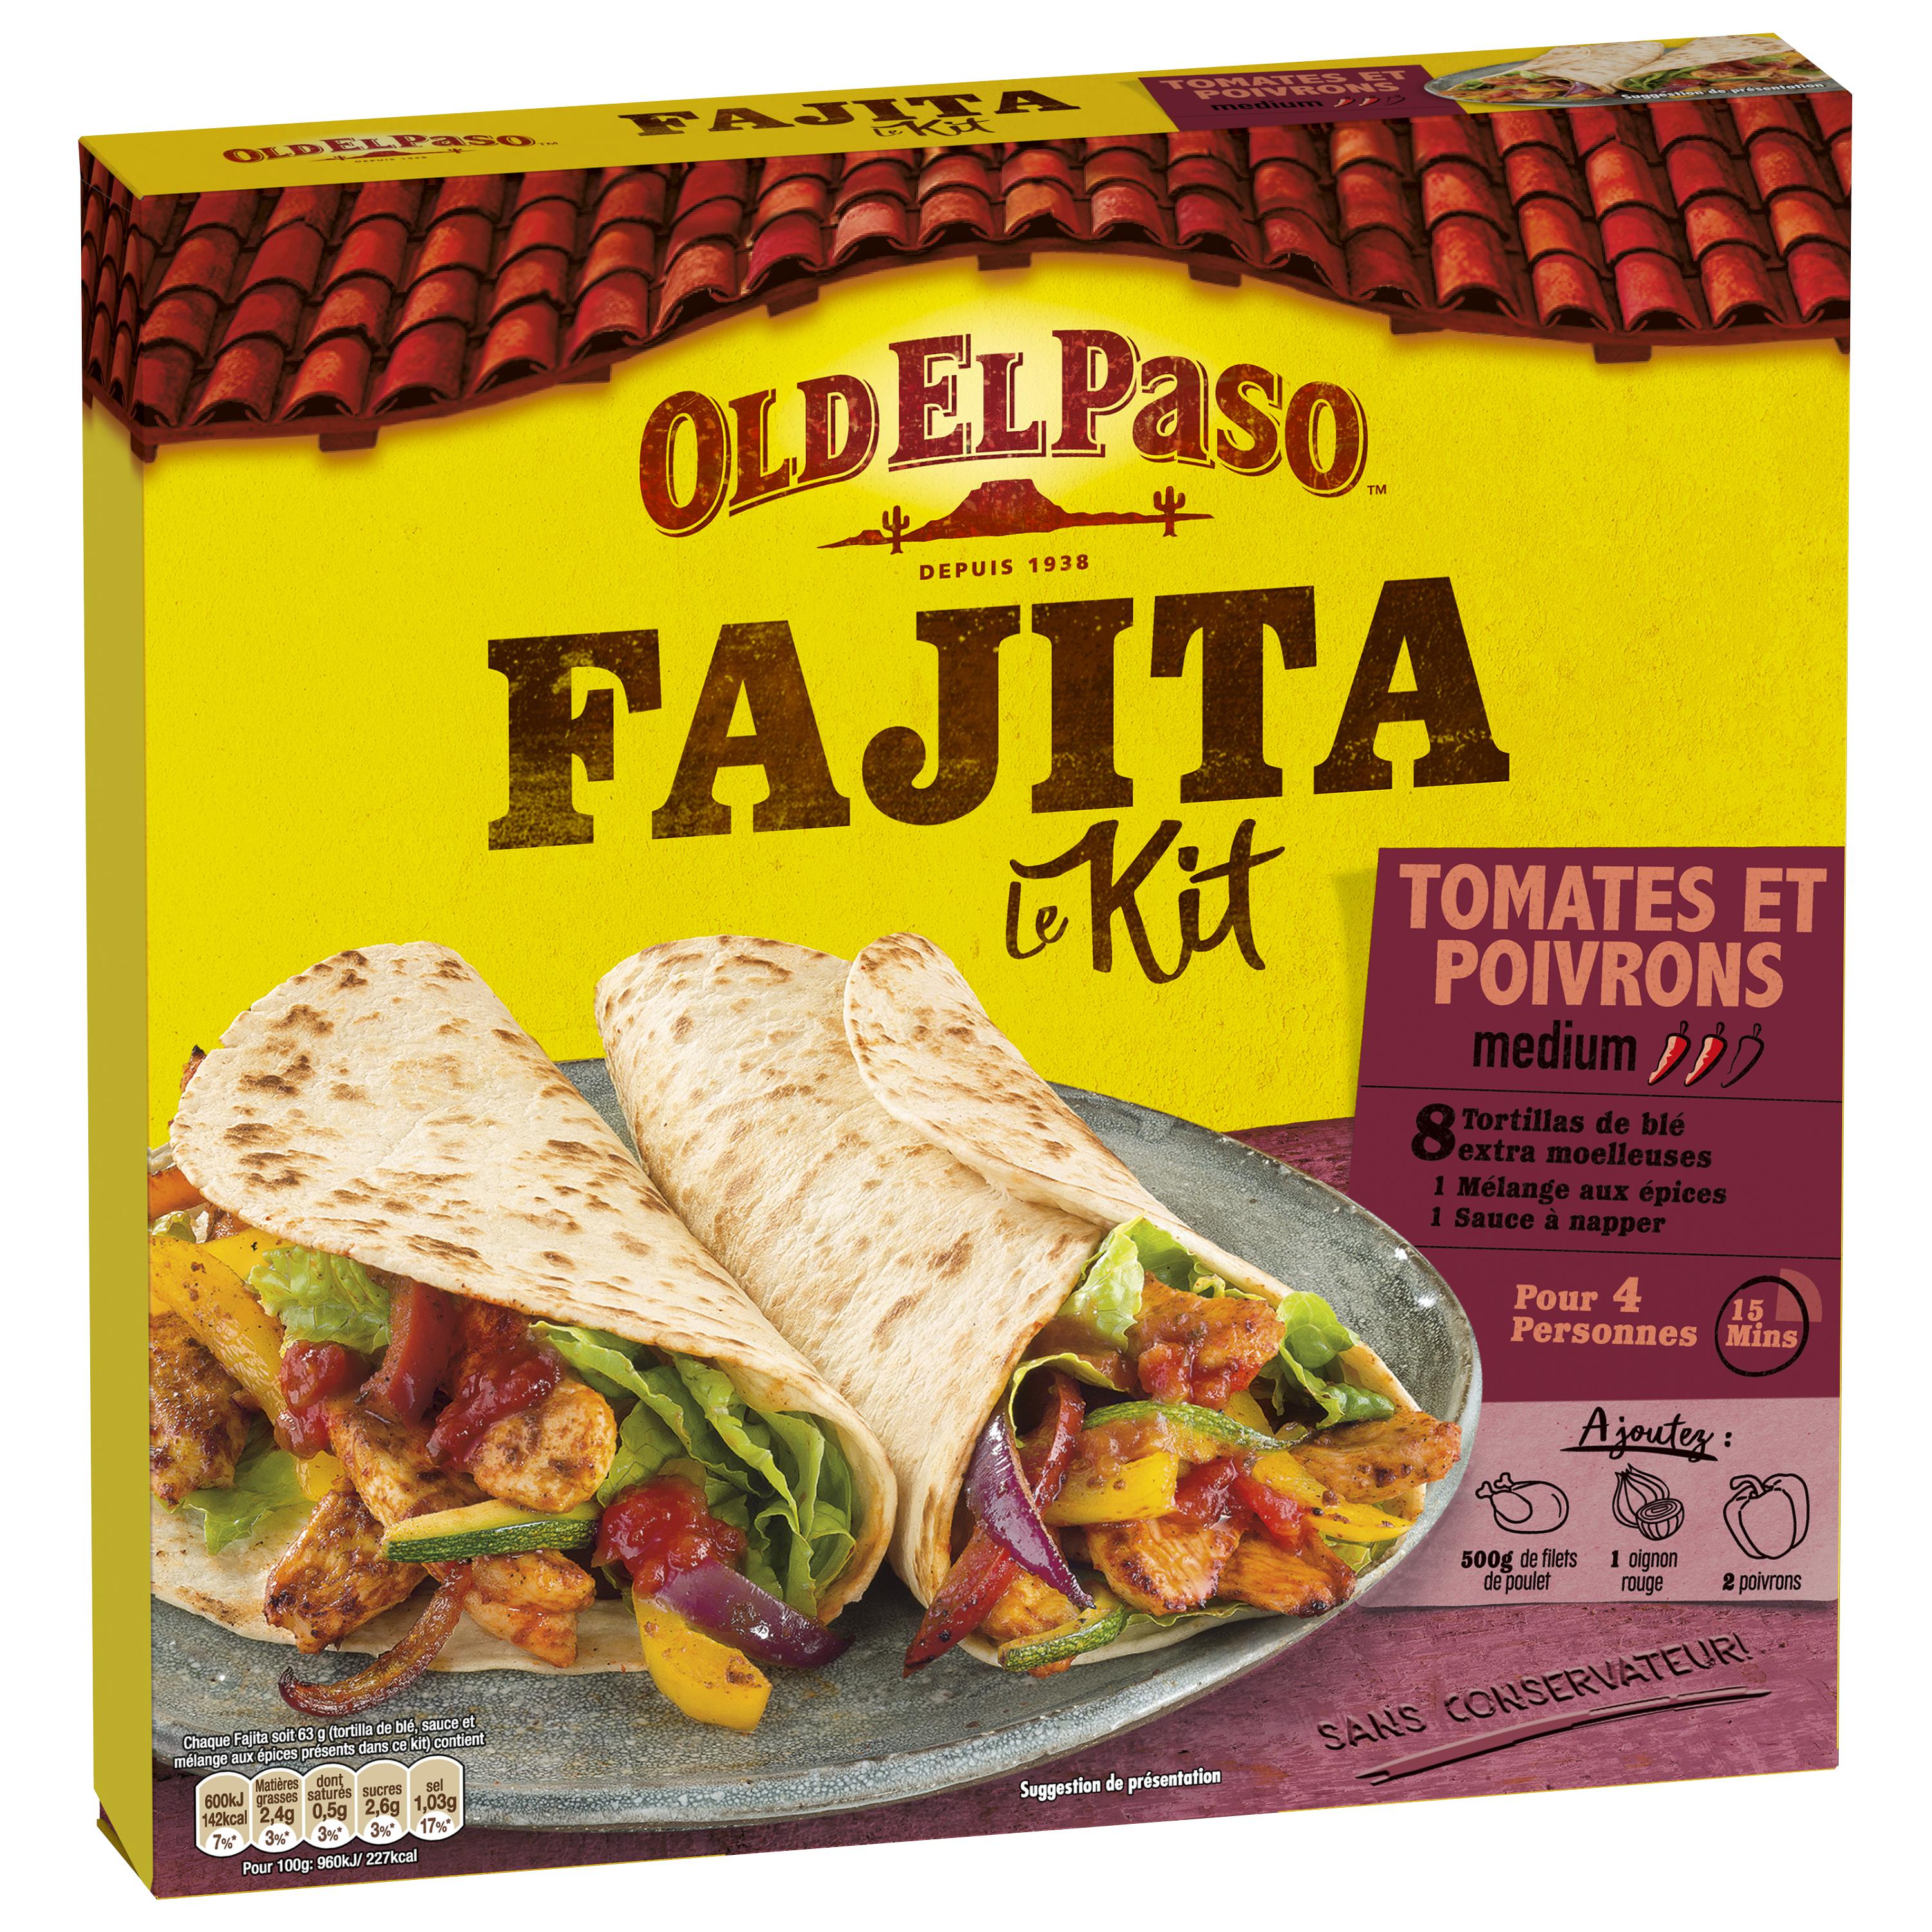 OLD EL PASO™
DEPUIS 1938
FAJITA
le Kit
TOMATES ET
POIVRONS
medium
Suggestion de présentation
OLD EL PASO™
DEPUIS 1938
FAJITA
le Kit
TOMATES ET
POIVRONS
medium
8 Tortillas de blé
extra moelleuses
1 Mélange aux épices
1 Sauce à napper
Pour 4
Personnes
15
Mins
Ajoutez :
500g de filets
de poulet
1 oignon
rouge
2 poivrons
SANS CONSERVATEUR!
Suggestion de présentation
Chaque Fajita soit 63 g (tortilla de blé, sauce et
mélange aux épices présents dans ce kit) contient
600kJ
142kcal
7%*
Matières
grasses
2,4g
3%*
dont
saturés
0,5g
3%*
sucres
2,6g
3%*
sel
1,03g
17%*
Pour 100g: 960kJ/ 227kcal